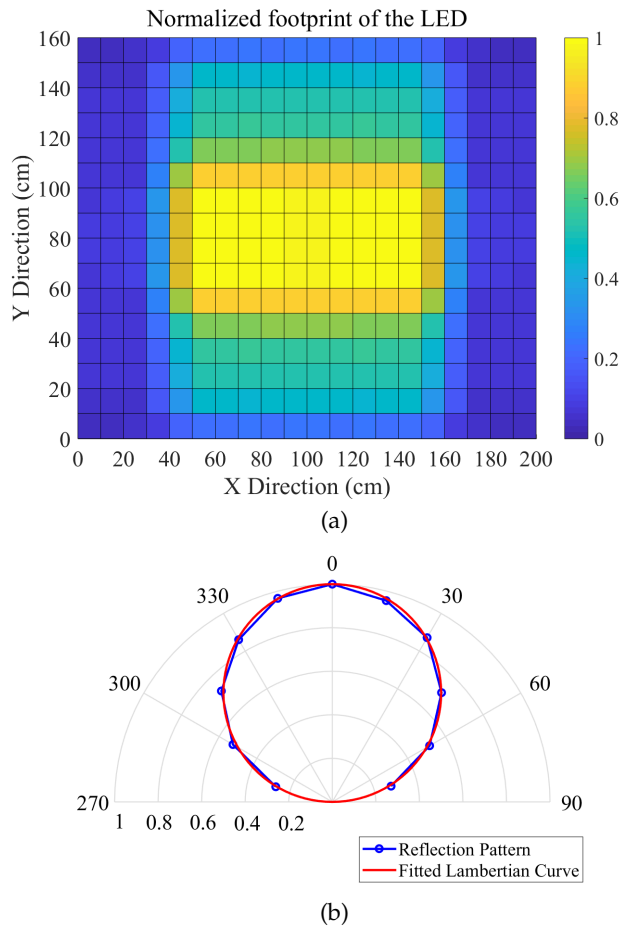 Normalized footprint of the LED
160
140
120
100
80
60
40
20
0
Y Direction (cm)
0 20 40 60 80 100 120 140 160 180 200
X Direction (cm)
1
0.8
0.6
0.4
0.2
0
(a)
0
330 30
300 60
270 90
1 0.8 0.6 0.4 0.2
Reflection Pattern
Fitted Lambertian Curve
(b)